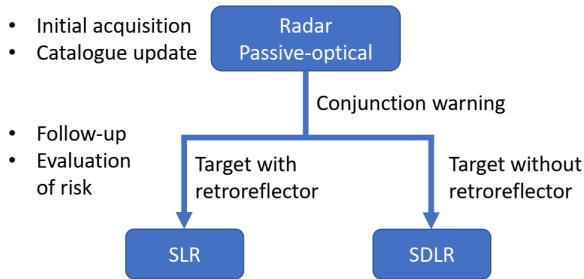 • Initial acquisition
• Catalogue update
Radar
Passive-optical
Conjunction warning
• Follow-up
• Evaluation
of risk
Target with
retroreflector
Target without
retroreflector
SLR
SDLR